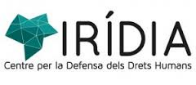 IRÍDIA
Centre per la Defensa dels Drets Humans